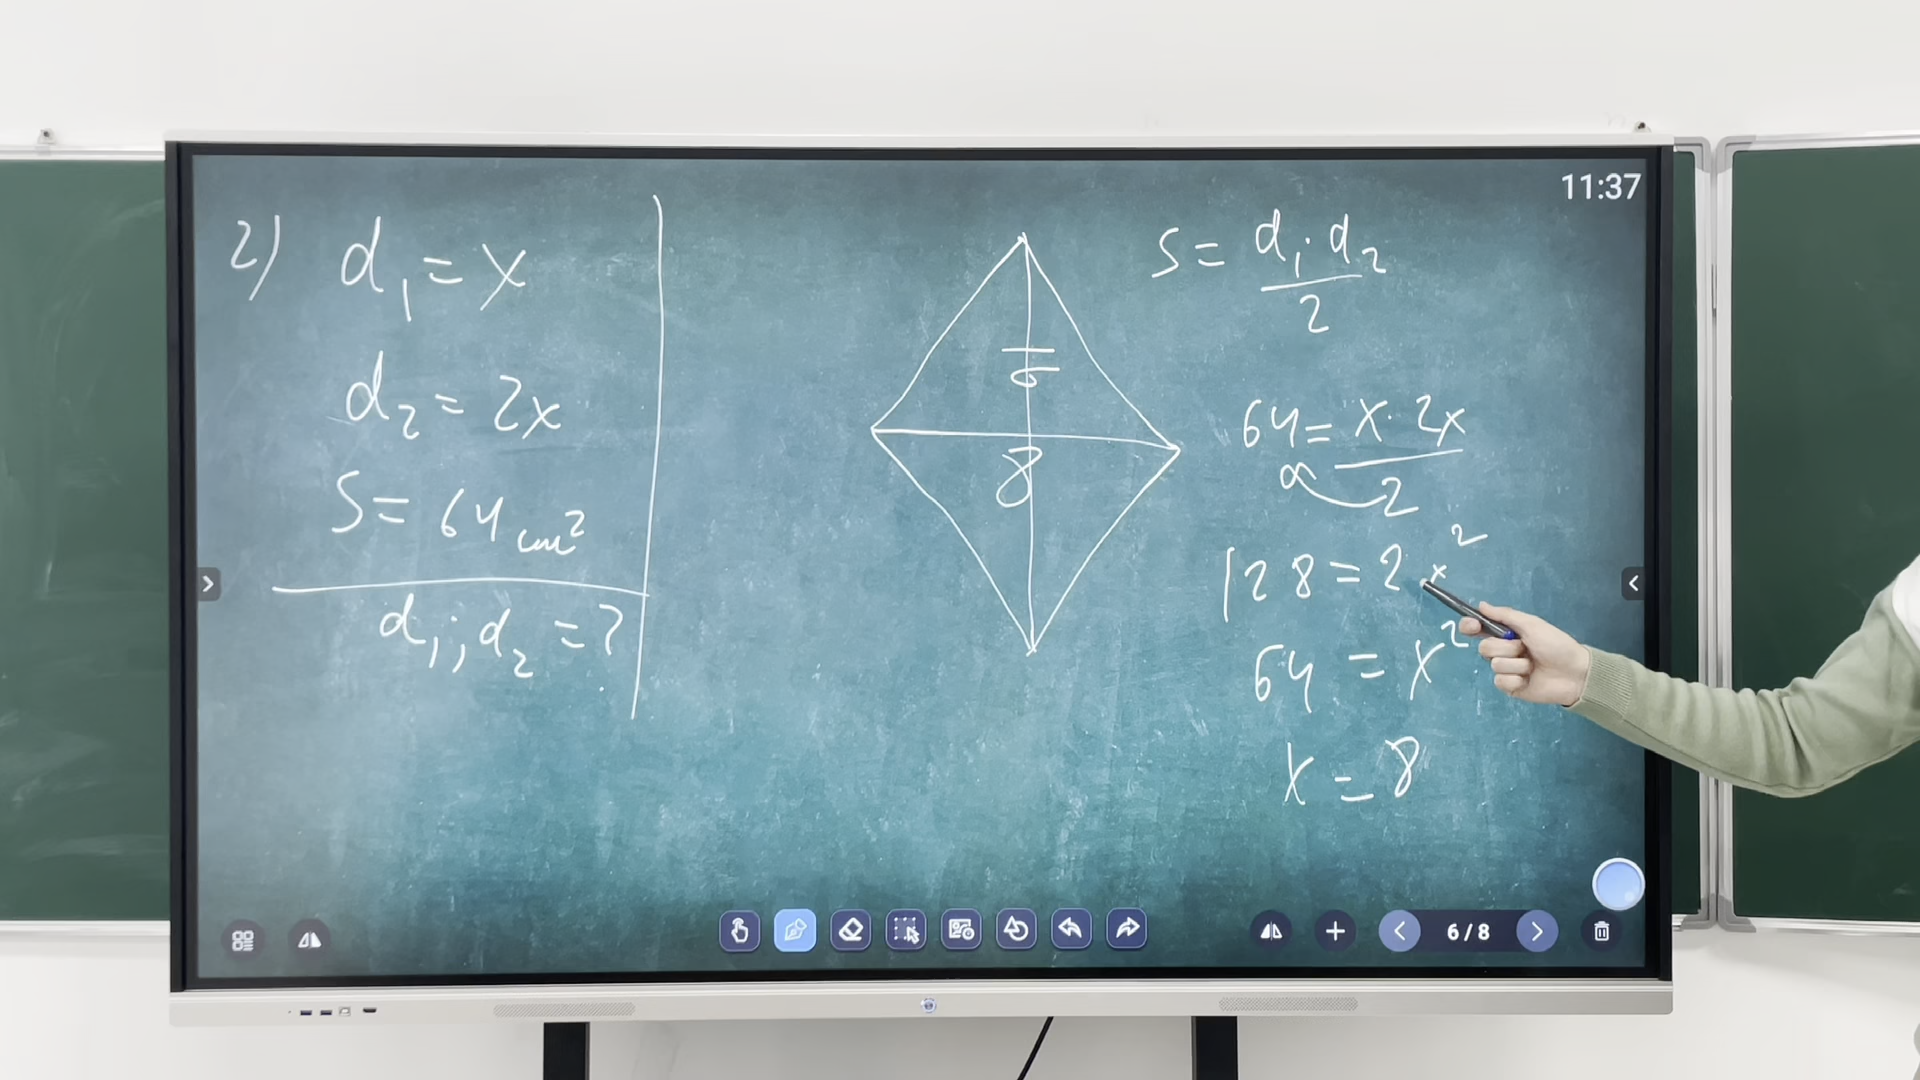 11:37
2) d₁ = x
d₂ = 2x
S = 64 cm²
d₁; d₂ = ?
8
S = d₁ · d₂ / 2
64 = x · 2x / 2
128 = 2x²
64 = x²
x = 8
6 / 8